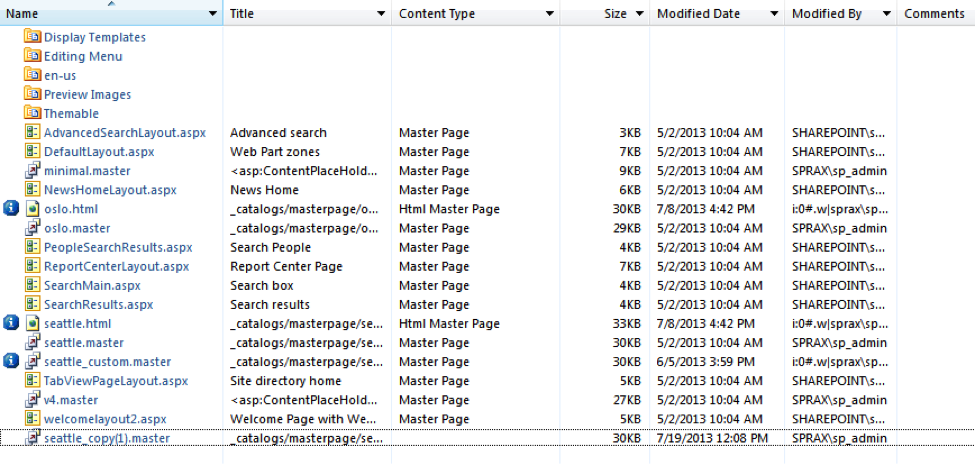 Name Title Content Type Size Modified Date Modified By Comments
Display Templates
Editing Menu
en-us
Preview Images
Themable
AdvancedSearchLayout.aspx Advanced search Master Page 3KB 5/2/2013 10:04 AM SHAREPOINT\s...
DefaultLayout.aspx Web Part zones Master Page 7KB 5/2/2013 10:04 AM SHAREPOINT\s...
minimal.master <asp:ContentPlaceHold... Master Page 9KB 5/2/2013 10:04 AM SPRAX\sp_admin
NewsHomeLayout.aspx News Home Master Page 6KB 5/2/2013 10:04 AM SHAREPOINT\s...
oslo.html _catalogs/masterpage/o... Html Master Page 30KB 7/8/2013 4:42 PM i:0#.w|sprax\sp...
oslo.master _catalogs/masterpage/o... Master Page 29KB 5/2/2013 10:04 AM SPRAX\sp_admin
PeopleSearchResults.aspx Search People Master Page 4KB 5/2/2013 10:04 AM SHAREPOINT\s...
ReportCenterLayout.aspx Report Center Page Master Page 7KB 5/2/2013 10:04 AM SHAREPOINT\s...
SearchMain.aspx Search box Master Page 4KB 5/2/2013 10:04 AM SHAREPOINT\s...
SearchResults.aspx Search results Master Page 4KB 5/2/2013 10:04 AM SHAREPOINT\s...
seattle.html _catalogs/masterpage/se... Html Master Page 33KB 7/8/2013 4:42 PM i:0#.w|sprax\sp...
seattle.master _catalogs/masterpage/se... Master Page 30KB 5/2/2013 10:04 AM SPRAX\sp_admin
seattle_custom.master _catalogs/masterpage/se... Master Page 30KB 6/5/2013 3:59 PM i:0#.w|sprax\sp...
TabViewPageLayout.aspx Site directory home Master Page 5KB 5/2/2013 10:04 AM SHAREPOINT\s...
v4.master <asp:ContentPlaceHold... Master Page 27KB 5/2/2013 10:04 AM SPRAX\sp_admin
welcomelayout2.aspx Welcome Page with We... Master Page 5KB 5/2/2013 10:04 AM SHAREPOINT\s...
seattle_copy(1).master _catalogs/masterpage/se... 30KB 7/19/2013 12:08 PM SPRAX\sp_admin